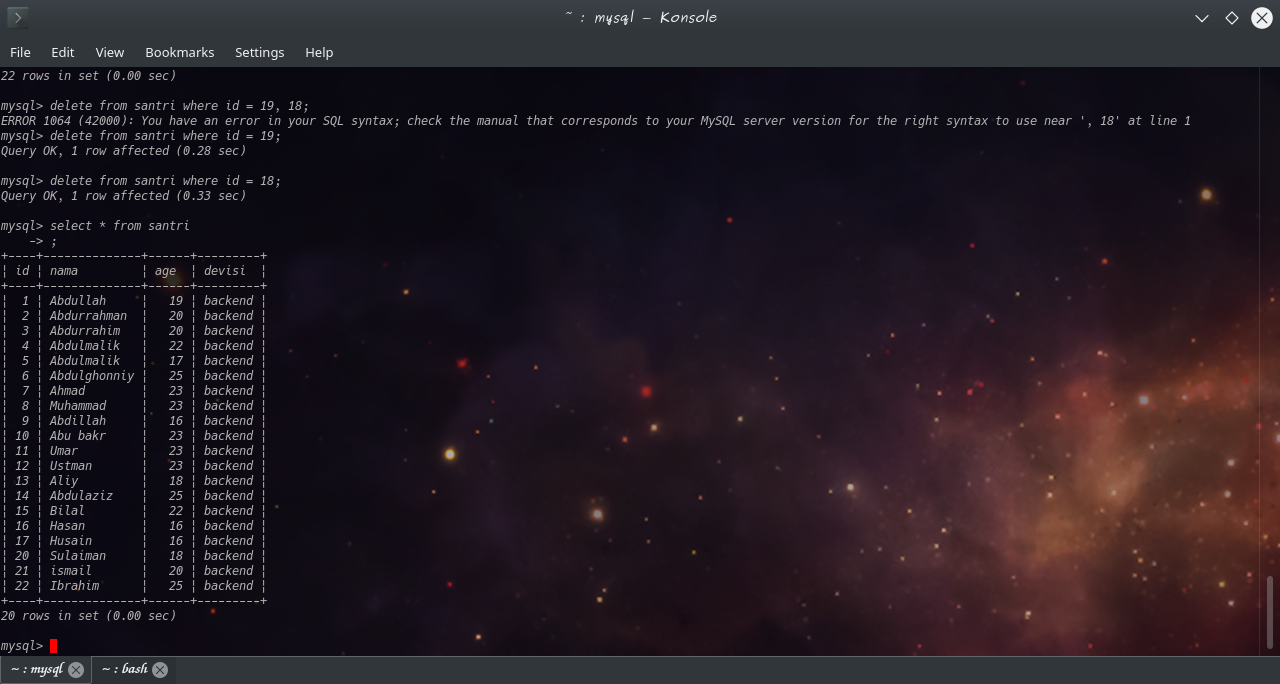 ~ : mysql — Konsole
File Edit View Bookmarks Settings Help
22 rows in set (0.00 sec)
mysql> delete from santri where id = 19, 18;
ERROR 1064 (42000): You have an error in your SQL syntax; check the manual that corresponds to your MySQL server version for the right syntax to use near ', 18' at line 1
mysql> delete from santri where id = 19;
Query OK, 1 row affected (0.28 sec)
mysql> delete from santri where id = 18;
Query OK, 1 row affected (0.33 sec)
mysql> select * from santri
    -> ;
+----+--------------+------+---------+
| id | nama         | age  | devisi  |
+----+--------------+------+---------+
|  1 | Abdullah     |   19 | backend |
|  2 | Abdurrahman  |   20 | backend |
|  3 | Abdurrahim   |   20 | backend |
|  4 | Abdulmalik   |   22 | backend |
|  5 | Abdulmalik   |   17 | backend |
|  6 | Abdulghonniy |   25 | backend |
|  7 | Ahmad        |   23 | backend |
|  8 | Muhammad     |   23 | backend |
|  9 | Abdillah     |   16 | backend |
| 10 | Abu bakr     |   23 | backend |
| 11 | Umar         |   23 | backend |
| 12 | Ustman       |   23 | backend |
| 13 | Aliy         |   18 | backend |
| 14 | Abdulaziz    |   25 | backend |
| 15 | Bilal        |   22 | backend |
| 16 | Hasan        |   16 | backend |
| 17 | Husain       |   16 | backend |
| 20 | Sulaiman     |   18 | backend |
| 21 | ismail       |   20 | backend |
| 22 | Ibrahim      |   25 | backend |
+----+--------------+------+---------+
20 rows in set (0.00 sec)
mysql>
~ : mysql ~ : bash